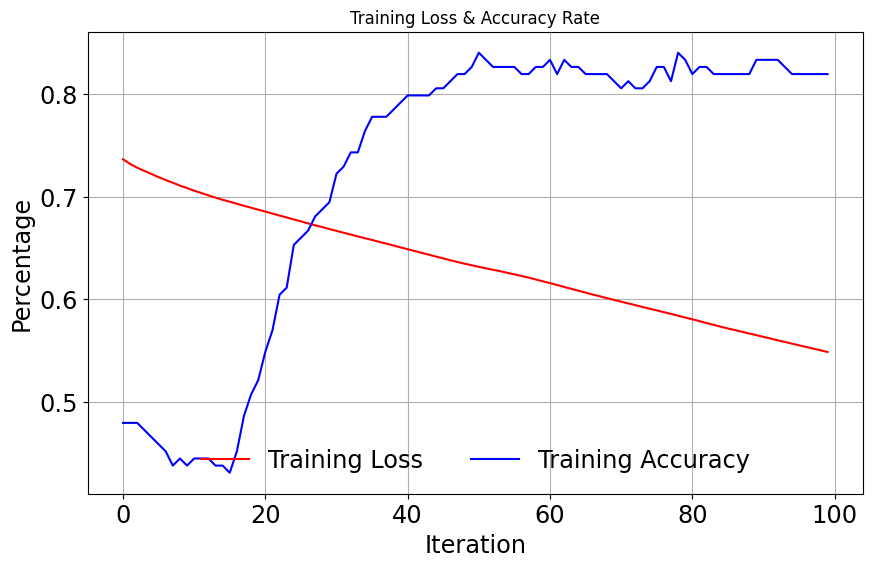 Training Loss & Accuracy Rate
Percentage
0.8
0.7
0.6
0.5
Training Loss
Training Accuracy
0 20 40 60 80 100
Iteration